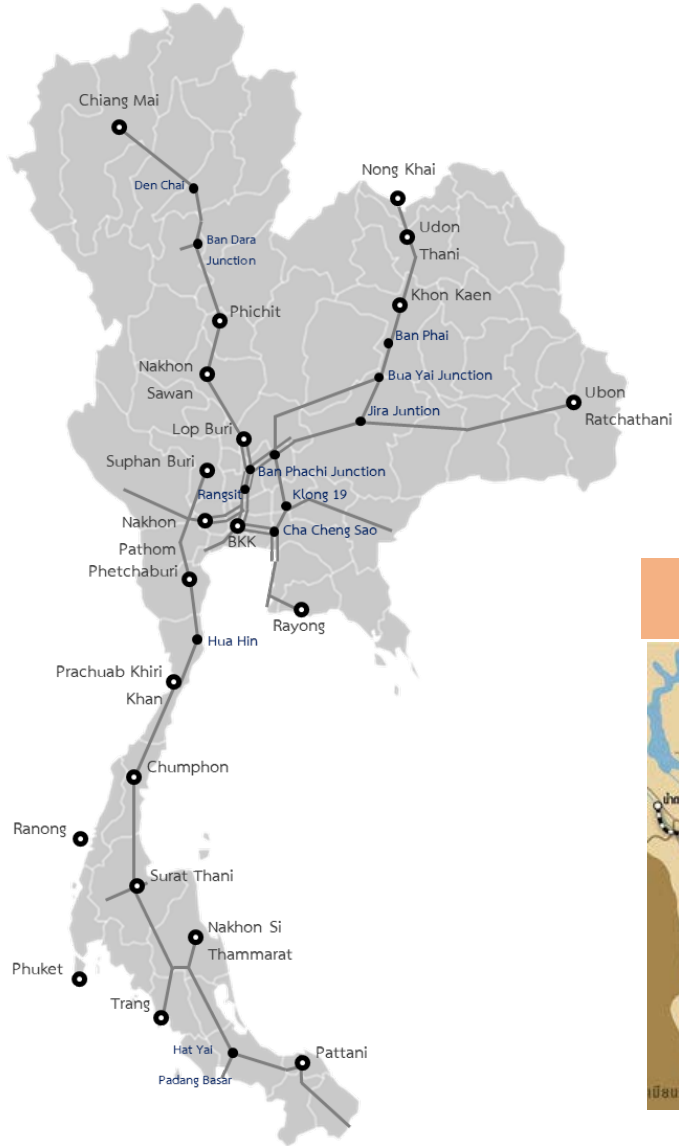 Chiang Mai
Den Chai
Ban Dara
Junction
Nong Khai
Udon
Thani
Khon Kaen
Ban Phai
Bua Yai Junction
Jira Juntion
Ubon
Ratchathani
Phichit
Nakhon
Sawan
Lop Buri
Suphan Buri
Ban Phachi Junction
Rangsit
Klong 19
Nakhon
Pathom
BKK
Cha Cheng Sao
Phetchaburi
Rayong
Hua Hin
Prachuab Khiri
Khan
Chumphon
Ranong
Surat Thani
Nakhon Si
Thammarat
Phuket
Trang
Hat Yai
Padang Basar
Pattani